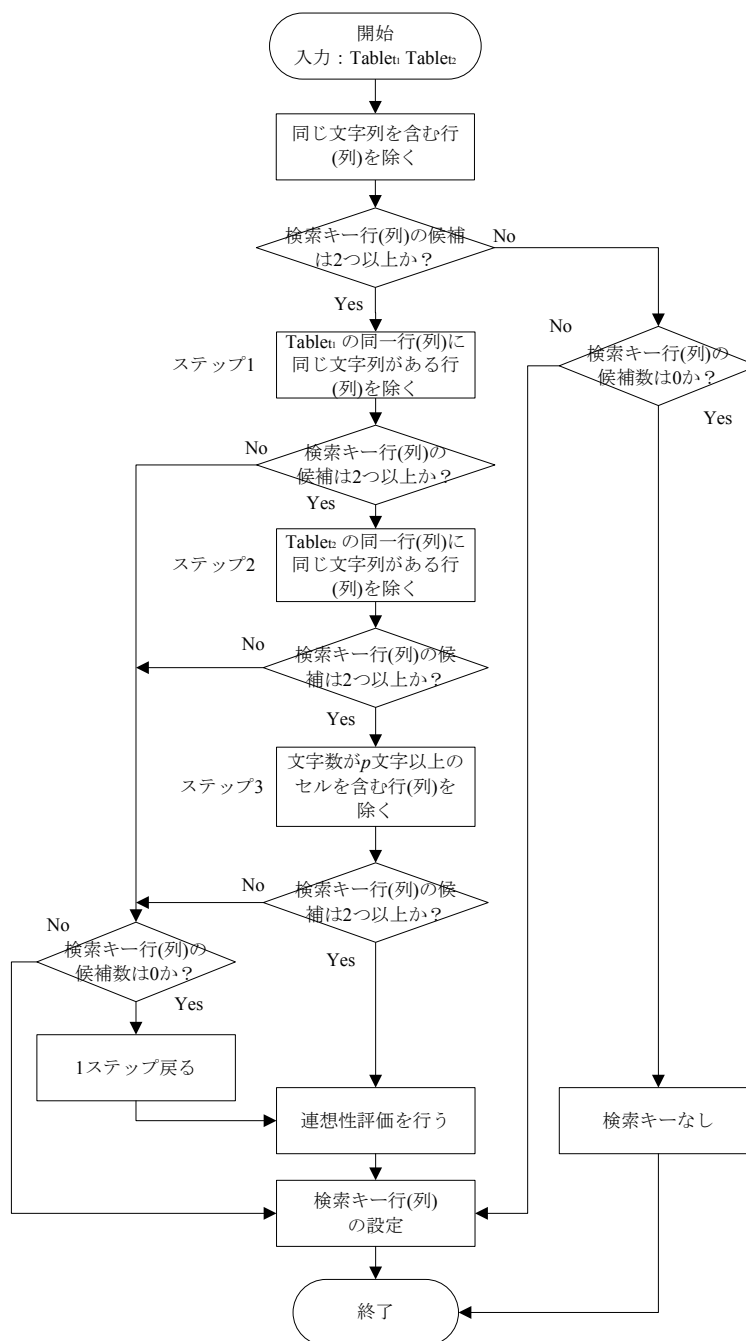 開始
入力：Tablet1 Tablet2
同じ文字列を含む行
(列)を除く
検索キー行(列)の候補
は2つ以上か？
No
Yes
ステップ1
Tablet1 の同一行(列)に
同じ文字列がある行
(列)を除く
No
検索キー行(列)の
候補数は0か？
Yes
No
検索キー行(列)の
候補は2つ以上か？
Yes
ステップ2
Tablet2 の同一行(列)に
同じ文字列がある行
(列)を除く
No
検索キー行(列)の候
補は2つ以上か？
Yes
ステップ3
文字数がp文字以上の
セルを含む行(列)を
除く
No
検索キー行(列)の候
補は2つ以上か？
Yes
No
検索キー行(列)の
候補数は0か？
Yes
1ステップ戻る
連想性評価を行う
検索キーなし
検索キー行(列)
の設定
終了